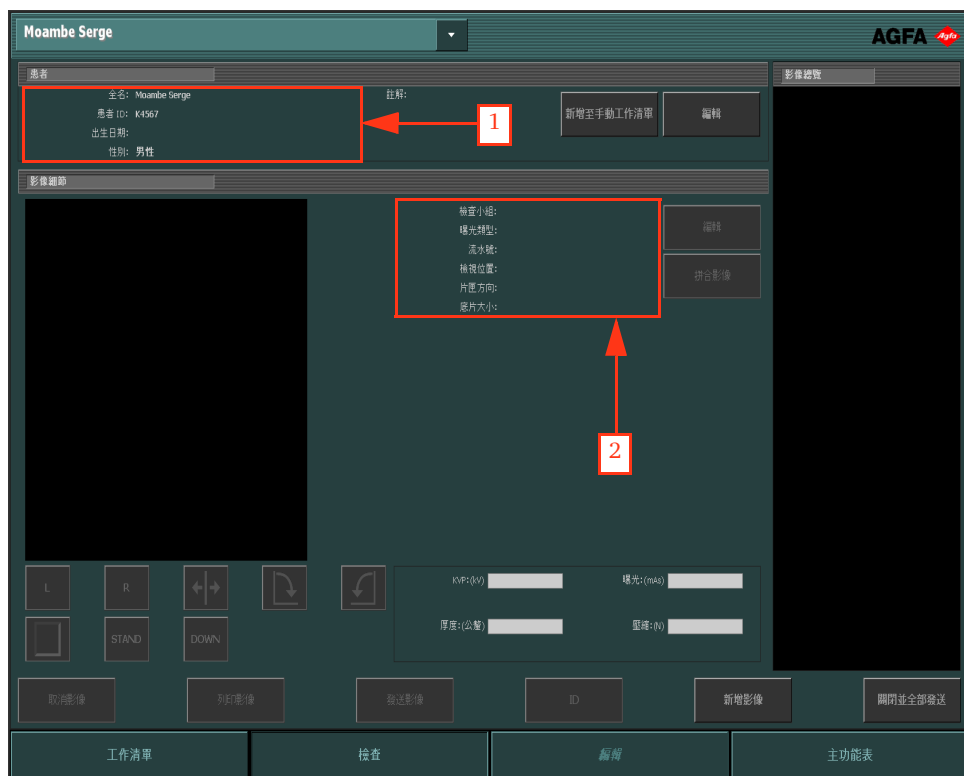 Moambe Serge
AGFA Agfa
患者
影像總覽
全名: Moambe Serge
註解:
患者 ID: K4567
出生日期:
性別: 男性
新增至手動工作清單
編輯
1
影像細節
檢查小組:
曝光類型:
流水號:
檢視位置:
片匣方向:
底片大小:
編輯
拼合影像
2
L
R
KVP:(kV)
曝光:(mAs)
STAND
DOWN
厚度:(公釐)
壓縮:(N)
取消影像
列印影像
發送影像
ID
新增影像
關閉並全部發送
工作清單
檢查
編輯
主功能表